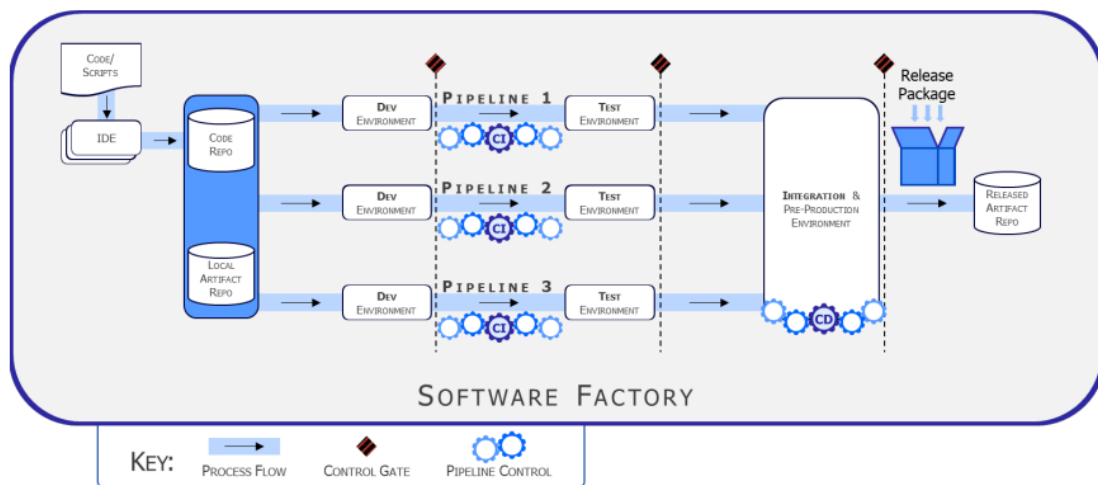 Code/
Scripts
IDE
Code
Repo
Local
Artifact
Repo
Dev
Environment
Pipeline 1
CI
Test
Environment
Dev
Environment
Pipeline 2
CI
Test
Environment
Dev
Environment
Pipeline 3
CI
Test
Environment
Integration &
Pre-Production
Environment
CD
Release
Package
Released
Artifact
Repo
Software Factory
Key:
Process Flow
Control Gate
Pipeline Control